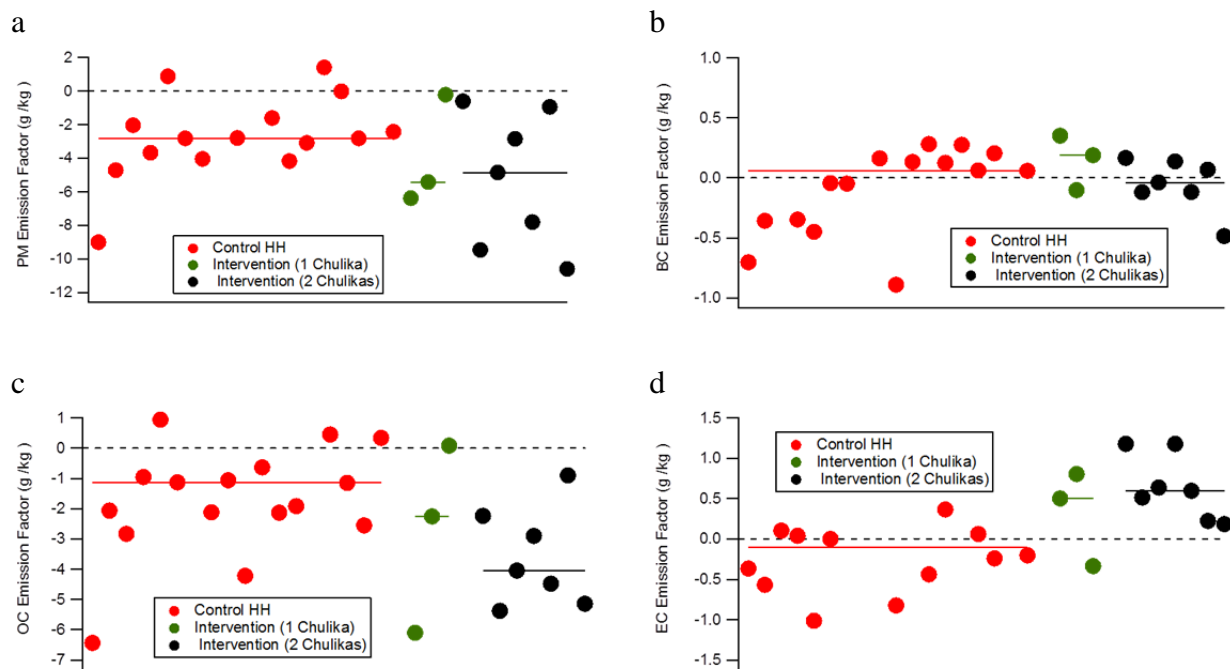 a
PM Emission Factor (g /kg)
2
0
-2
-4
-6
-8
-10
-12
Control HH
Intervention (1 Chulika)
Intervention (2 Chulikas)
b
BC Emission Factor (g /kg)
1.0
0.5
0.0
-0.5
-1.0
Control HH
Intervention (1 Chulika)
Intervention (2 Chulikas)
c
OC Emission Factor (g /kg)
1
0
-1
-2
-3
-4
-5
-6
-7
Control HH
Intervention (1 Chulika)
Intervention (2 Chulikas)
d
EC Emission Factor (g /kg)
1.5
1.0
0.5
0.0
-0.5
-1.0
-1.5
Control HH
Intervention (1 Chulika)
Intervention (2 Chulikas)